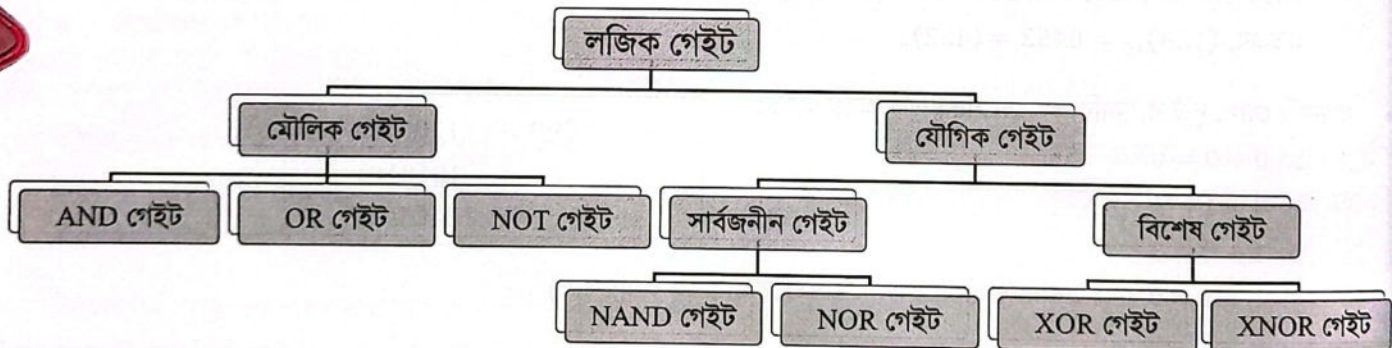 লজিক গেইট
মৌলিক গেইট যৌগিক গেইট
AND গেইট OR গেইট NOT গেইট সার্বজনীন গেইট বিশেষ গেইট
NAND গেইট NOR গেইট XOR গেইট XNOR গেইট